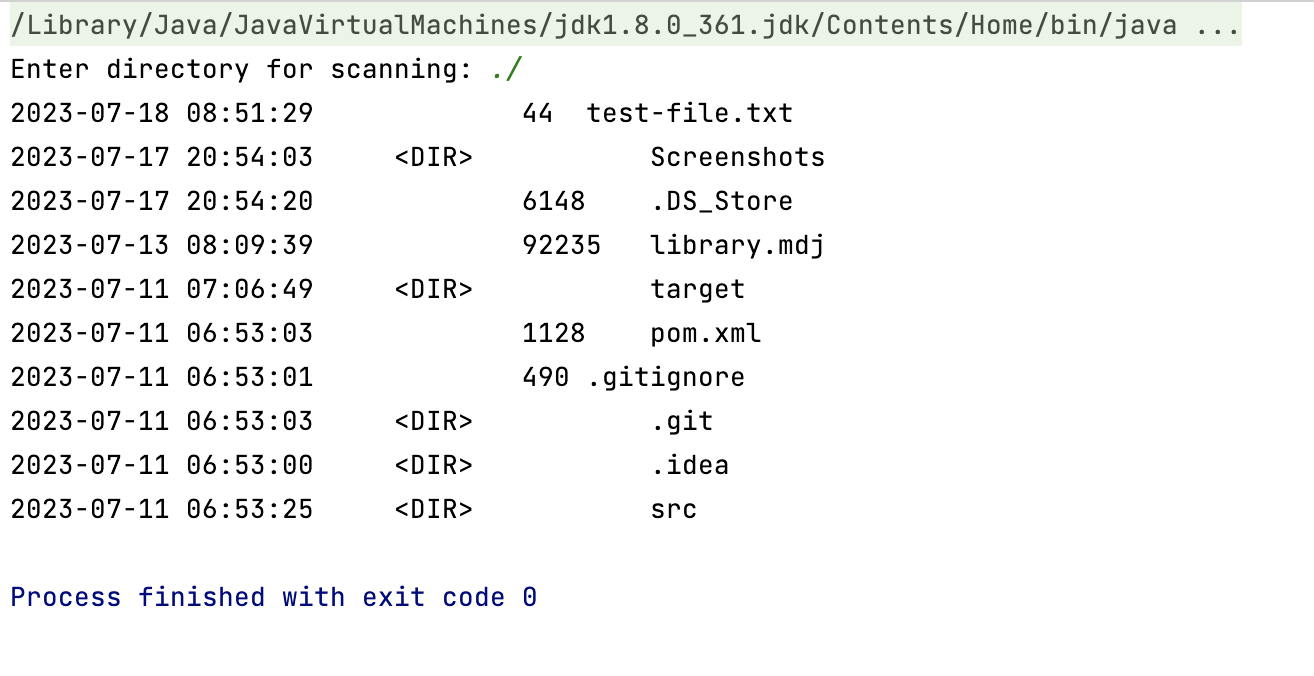 /Library/Java/JavaVirtualMachines/jdk1.8.0_361.jdk/Contents/Home/bin/java ...
Enter directory for scanning: ./
2023-07-18 08:51:29             44  test-file.txt
2023-07-17 20:54:03     <DIR>           Screenshots
2023-07-17 20:54:20             6148    .DS_Store
2023-07-13 08:09:39             92235   library.mdj
2023-07-11 07:06:49     <DIR>           target
2023-07-11 06:53:03             1128    pom.xml
2023-07-11 06:53:01             490 .gitignore
2023-07-11 06:53:03     <DIR>           .git
2023-07-11 06:53:00     <DIR>           .idea
2023-07-11 06:53:25     <DIR>           src
Process finished with exit code 0